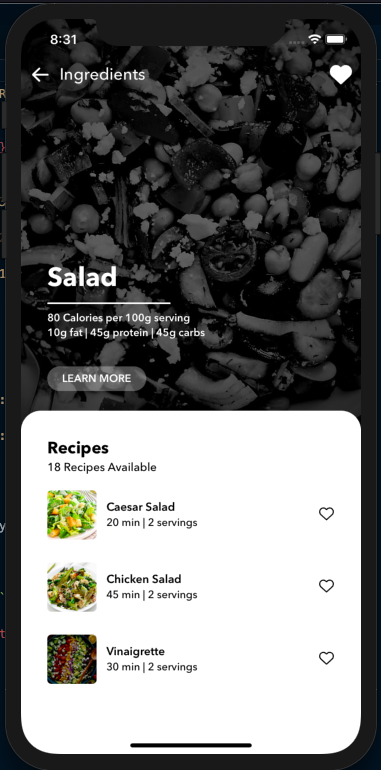 8:31
Ingredients
Salad
80 Calories per 100g serving
10g fat | 45g protein | 45g carbs
LEARN MORE
Recipes
18 Recipes Available
Caesar Salad
20 min | 2 servings
Chicken Salad
45 min | 2 servings
Vinaigrette
30 min | 2 servings